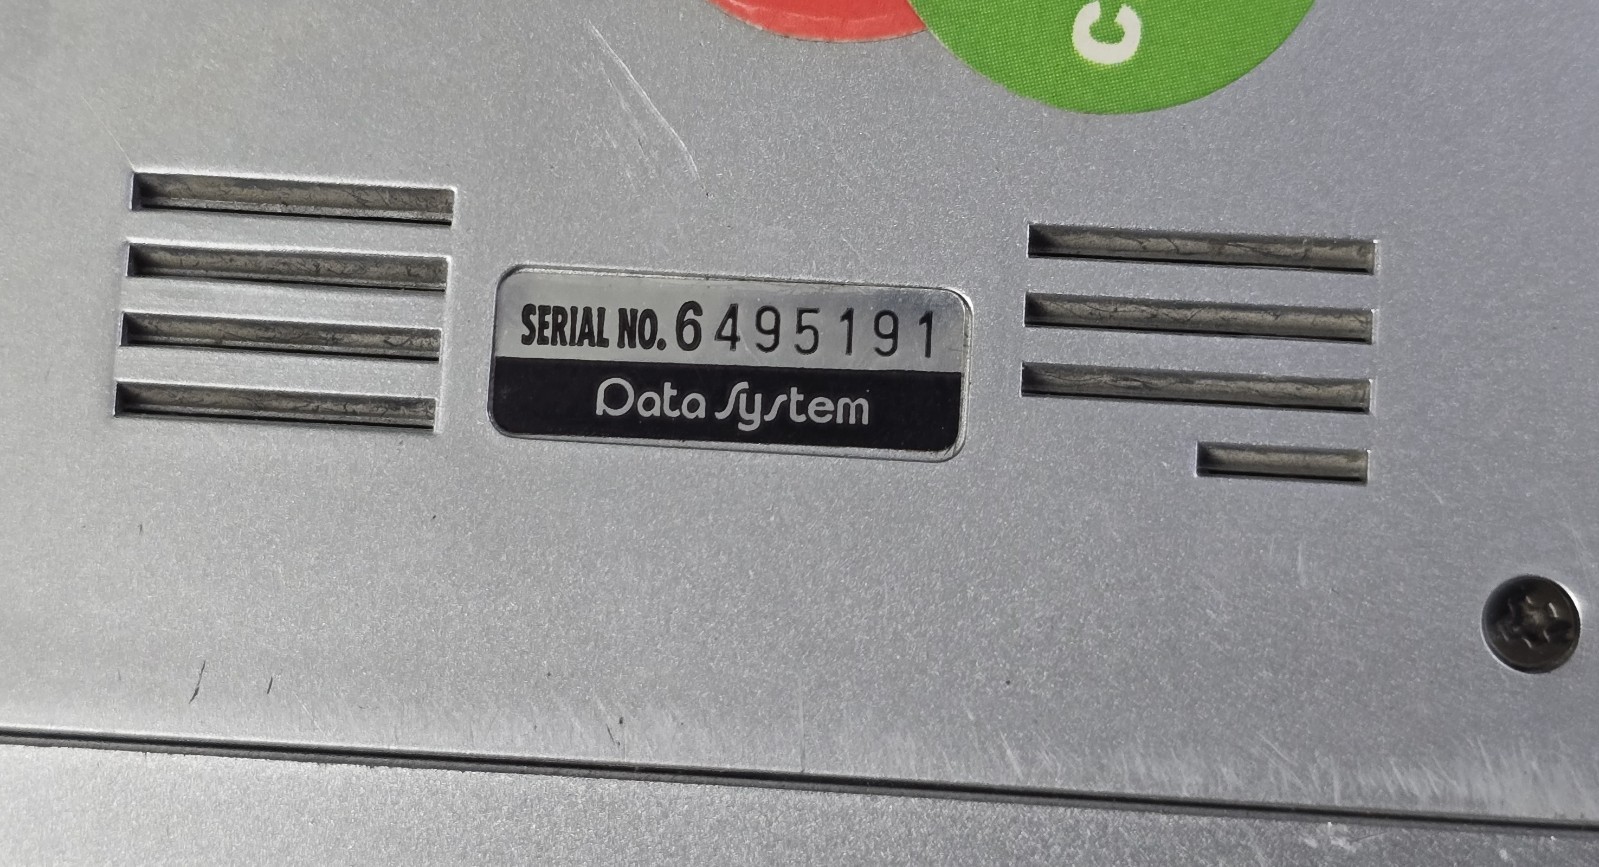 C
SERIAL NO. 6495191
Data System